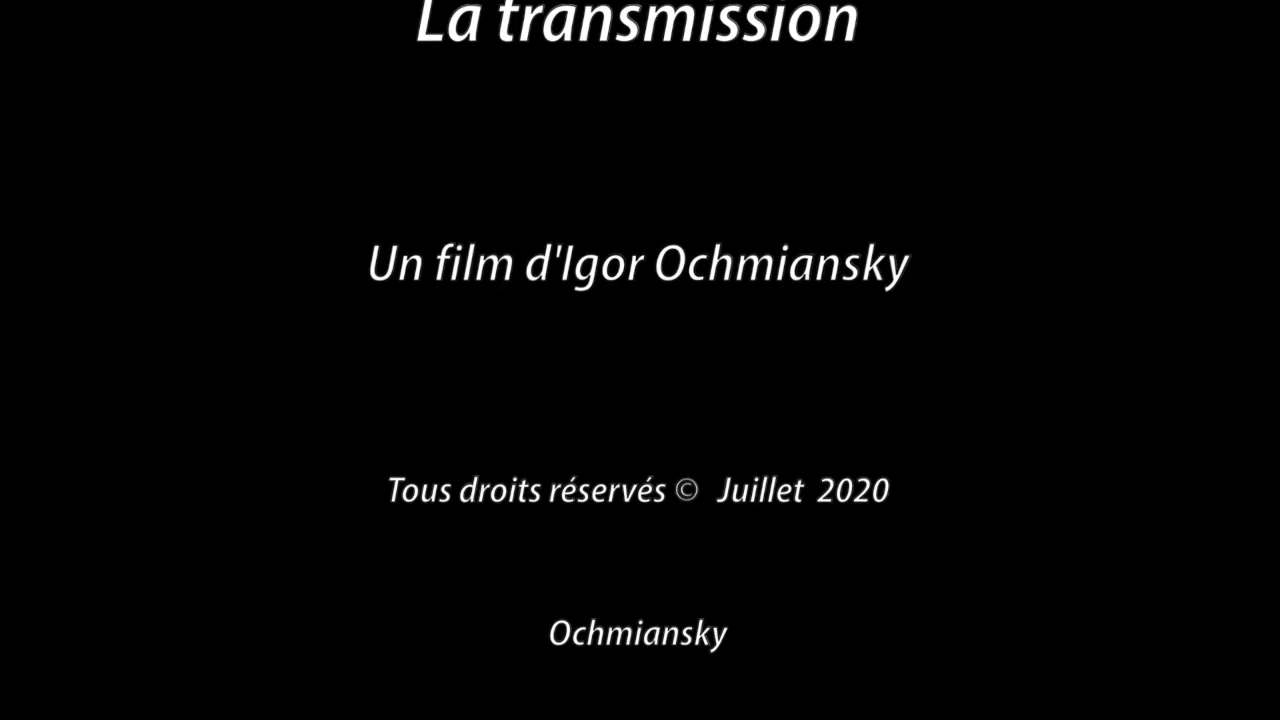 La transmission
Un film d'Igor Ochmiansky
Tous droits réservés © Juillet 2020
Ochmiansky